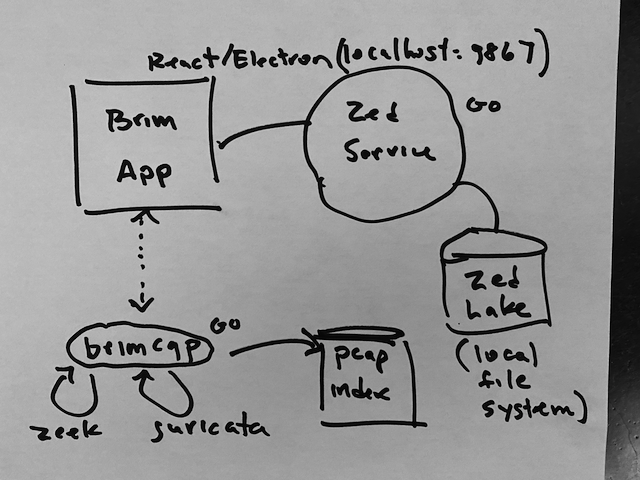 React/Electron (localhost:9867)
Brim
App
Zed
Service
GO
Zed
Lake
(local
file
system)
brimcap
GO
pcap
index
zeek
suricata